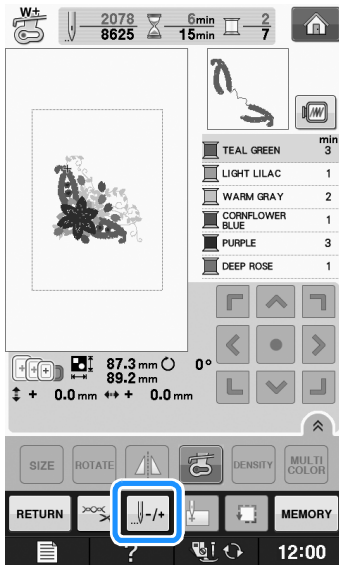 W+
2078 6min 2
8625 15min 7
min
TEAL GREEN 3
LIGHT LILAC 1
WARM GRAY 2
CORNFLOWER
BLUE 1
PURPLE 3
DEEP ROSE 1
87.3 mm 0°
89.2 mm
+ 0.0 mm + 0.0 mm
SIZE ROTATE DENSITY MULTI
COLOR
RETURN -/+ MEMORY
? 12:00